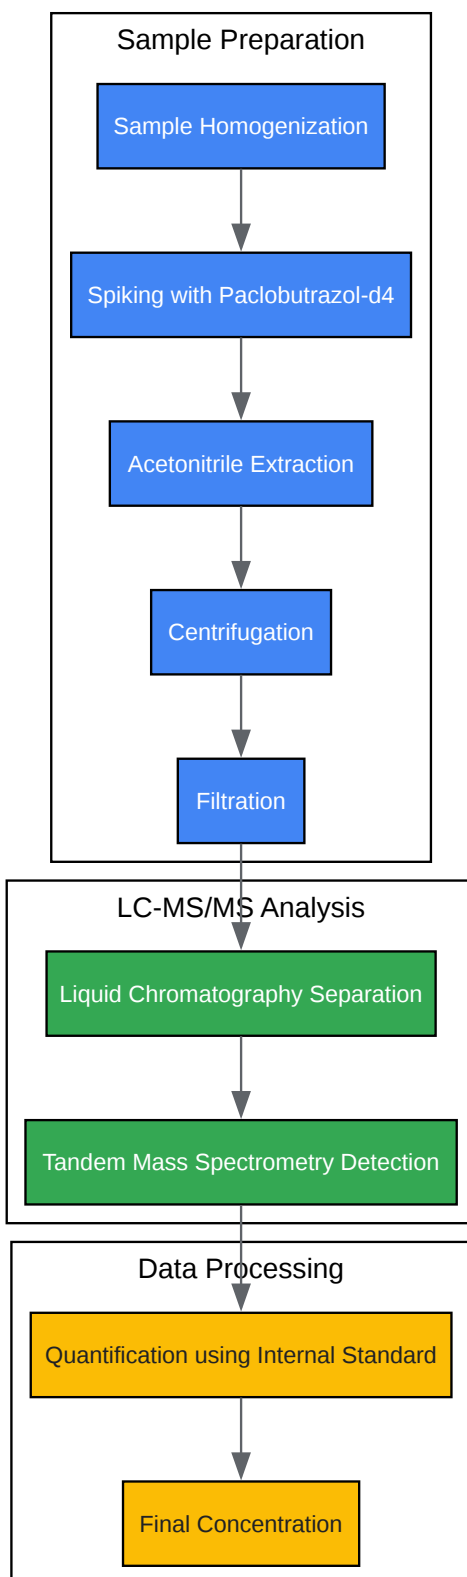 Sample Preparation
Sample Homogenization
Spiking with Paclobutrazol-d4
Acetonitrile Extraction
Centrifugation
Filtration
LC-MS/MS Analysis
Liquid Chromatography Separation
Tandem Mass Spectrometry Detection
Data Processing
Quantification using Internal Standard
Final Concentration